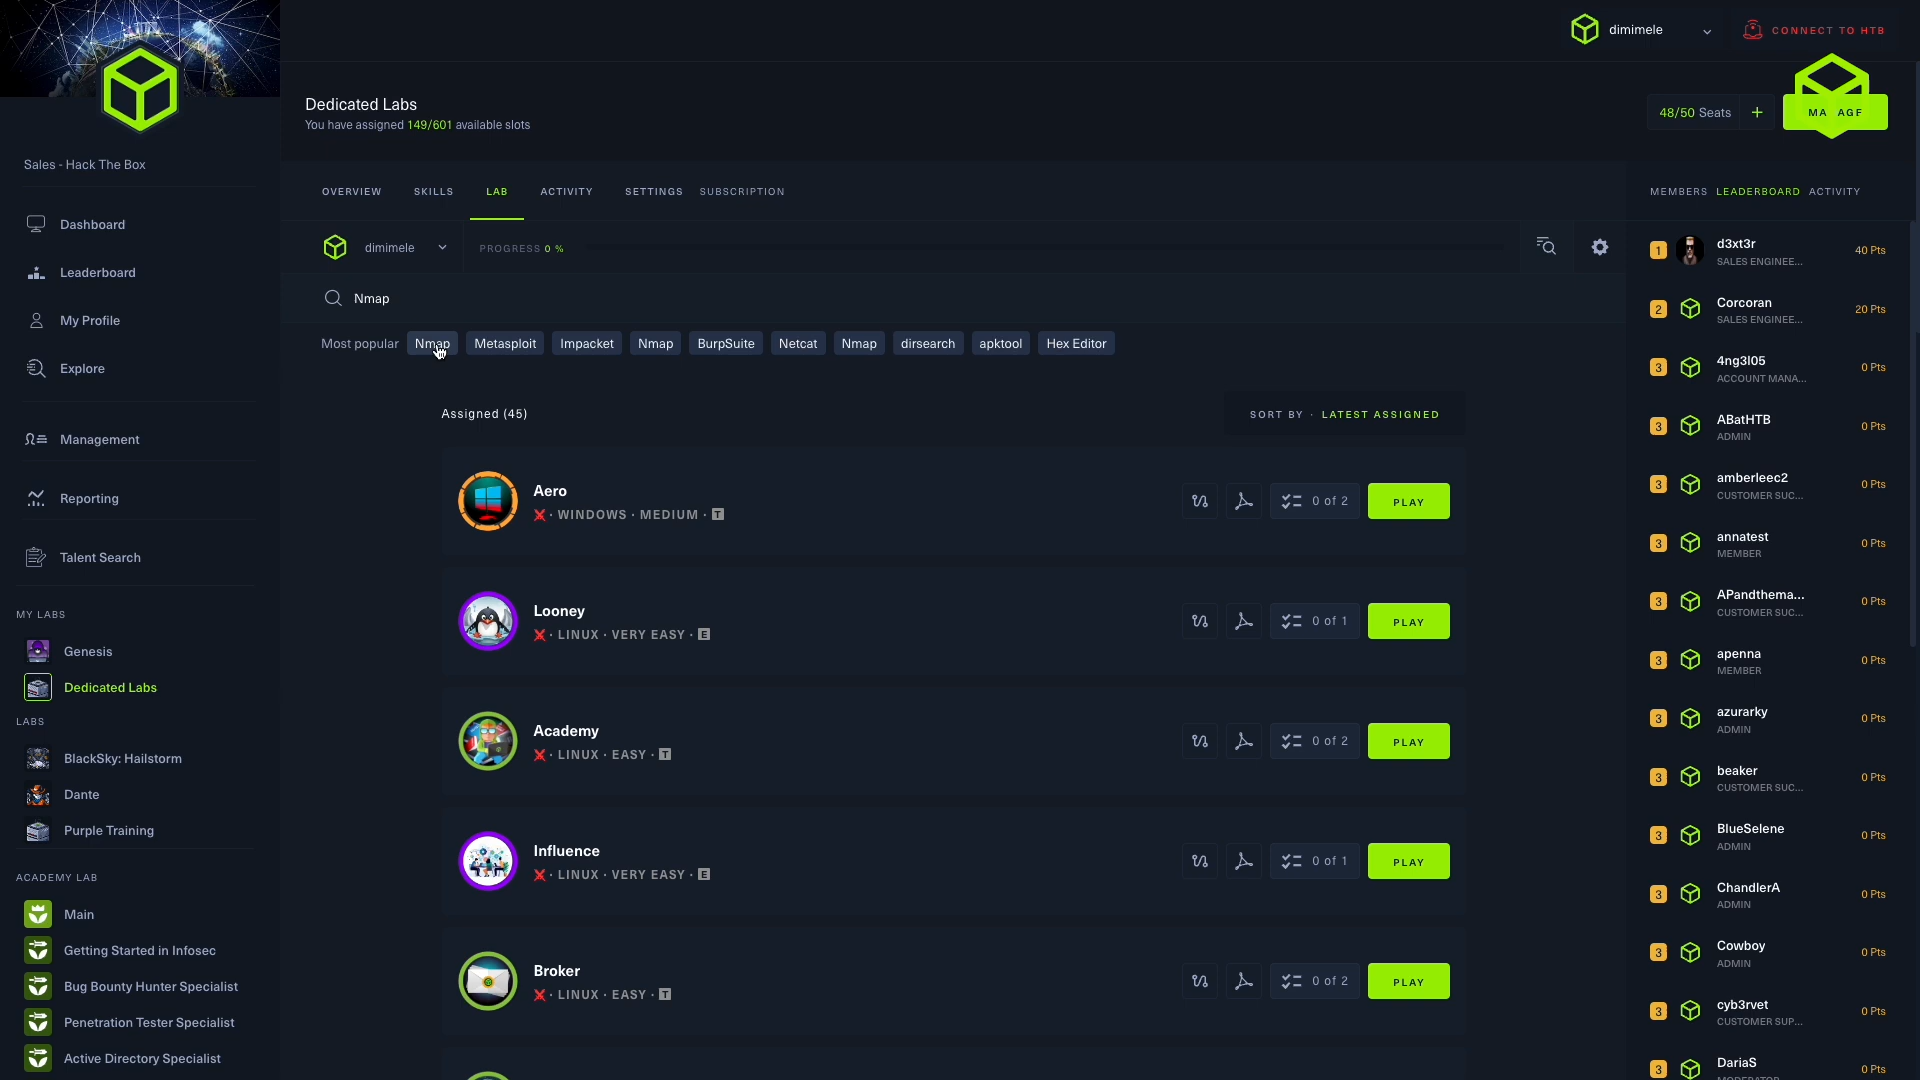 dimimele
CONNECT TO HTB
Dedicated Labs
You have assigned 149/601 available slots
48/50 Seats
+
MA AGE
Sales - Hack The Box
Dashboard
Leaderboard
My Profile
Explore
Management
Reporting
Talent Search
MY LABS
Genesis
Dedicated Labs
LABS
BlackSky: Hailstorm
Dante
Purple Training
ACADEMY LAB
Main
Getting Started in Infosec
Bug Bounty Hunter Specialist
Penetration Tester Specialist
Active Directory Specialist
OVERVIEW SKILLS LAB ACTIVITY SETTINGS SUBSCRIPTION
dimimele
PROGRESS 0 %
Nmap
Most popular Nmap Metasploit Impacket Nmap BurpSuite Netcat Nmap dirsearch apktool Hex Editor
Assigned (45)
SORT BY · LATEST ASSIGNED
Aero
· WINDOWS · MEDIUM · T
0 of 2
PLAY
Looney
· LINUX · VERY EASY · E
0 of 1
PLAY
Academy
· LINUX · EASY · T
0 of 2
PLAY
Influence
· LINUX · VERY EASY · E
0 of 1
PLAY
Broker
· LINUX · EASY · T
0 of 2
PLAY
MEMBERS LEADERBOARD ACTIVITY
1 d3xt3r 40 Pts
SALES ENGINEE...
2 Corcoran 20 Pts
SALES ENGINEE...
3 4ng3l05 0 Pts
ACCOUNT MANA...
3 ABatHTB 0 Pts
ADMIN
3 amberleec2 0 Pts
CUSTOMER SUC...
3 annatest 0 Pts
MEMBER
3 APandthema... 0 Pts
CUSTOMER SUC...
3 apenna 0 Pts
MEMBER
3 azurarky 0 Pts
ADMIN
3 beaker 0 Pts
CUSTOMER SUC...
3 BlueSelene 0 Pts
ADMIN
3 ChandlerA 0 Pts
ADMIN
3 Cowboy 0 Pts
ADMIN
3 cyb3rvet 0 Pts
CUSTOMER SUP...
3 DariaS 0 Pts